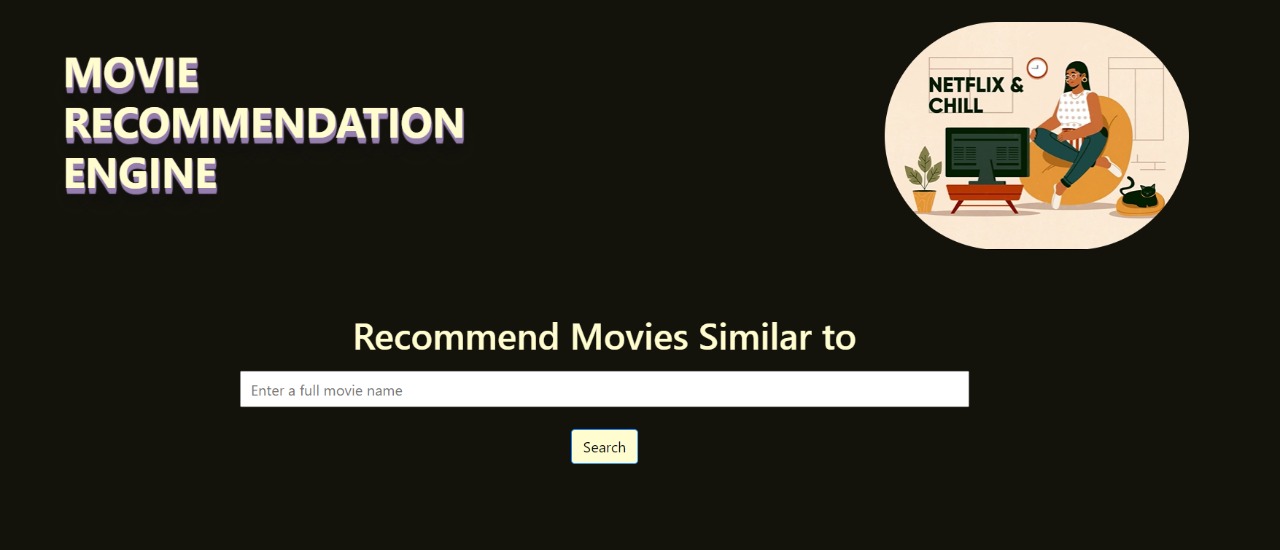 MOVIE
RECOMMENDATION
ENGINE
NETFLIX &
CHILL
Recommend Movies Similar to
Enter a full movie name
Search